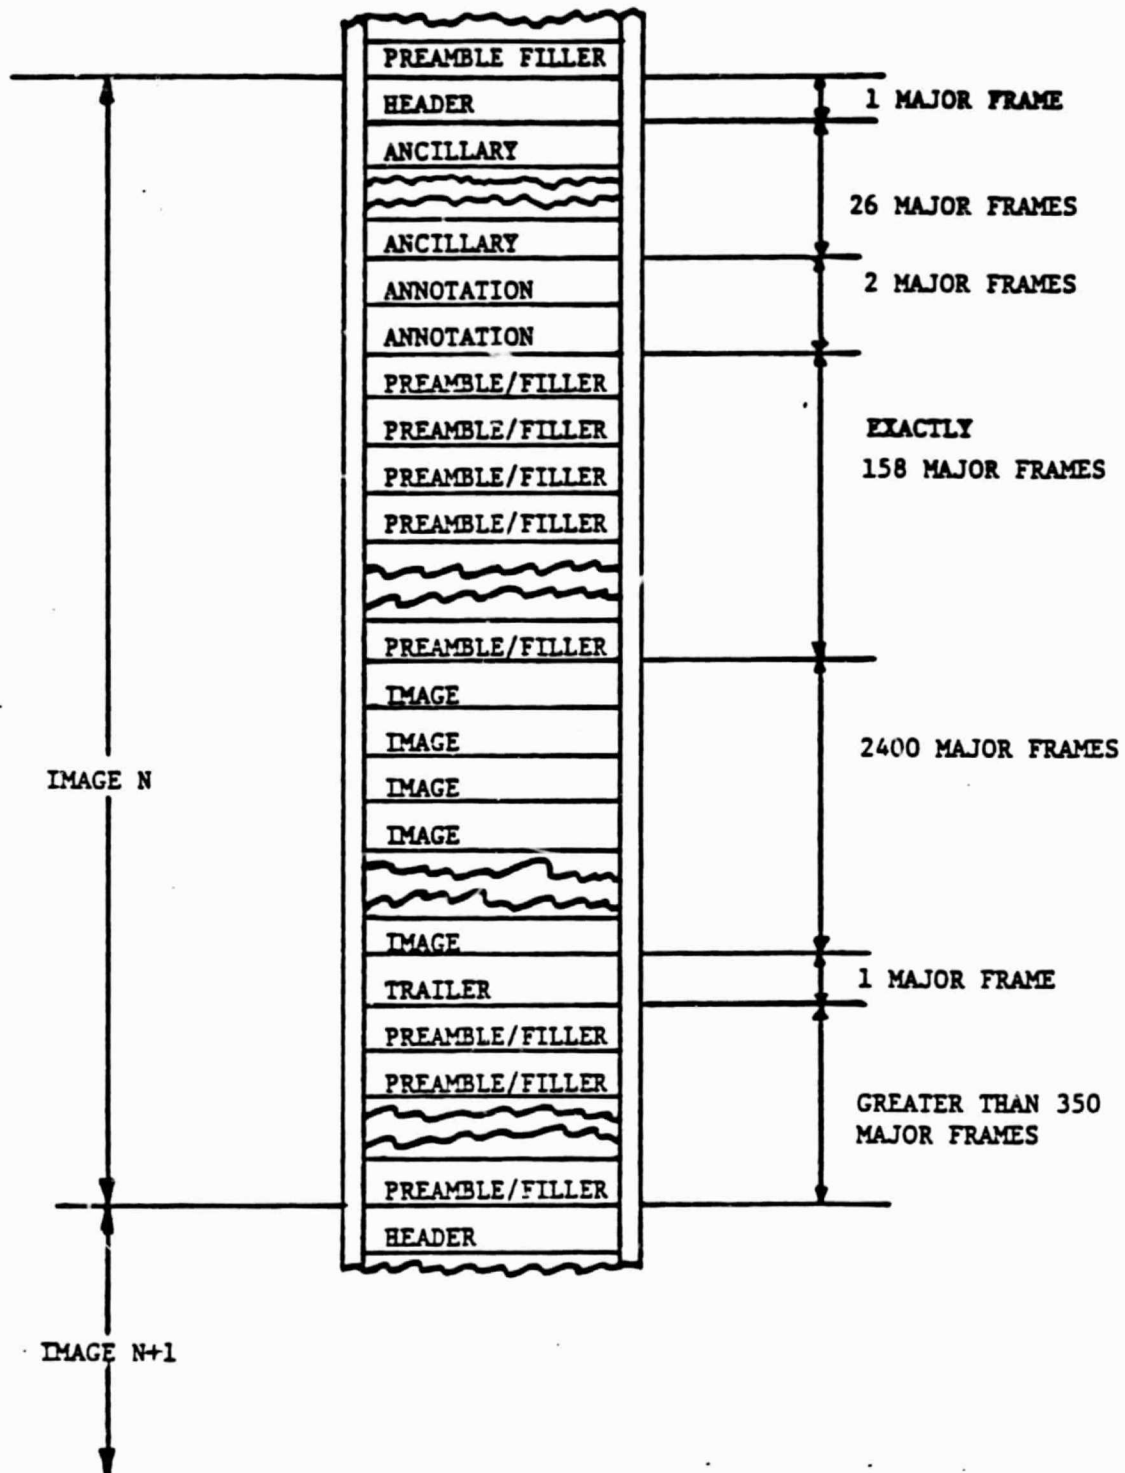 PREAMBLE FILLER
HEADER
1 MAJOR FRAME
ANCILLARY
26 MAJOR FRAMES
ANCILLARY
ANNOTATION
2 MAJOR FRAMES
ANNOTATION
PREAMBLE/FILLER
PREAMBLE/FILLER
EXACTLY
158 MAJOR FRAMES
PREAMBLE/FILLER
PREAMBLE/FILLER
PREAMBLE/FILLER
IMAGE
IMAGE
2400 MAJOR FRAMES
IMAGE N
IMAGE
IMAGE
IMAGE
1 MAJOR FRAME
TRAILER
PREAMBLE/FILLER
PREAMBLE/FILLER
GREATER THAN 350
MAJOR FRAMES
PREAMBLE/FILLER
HEADER
IMAGE N+1